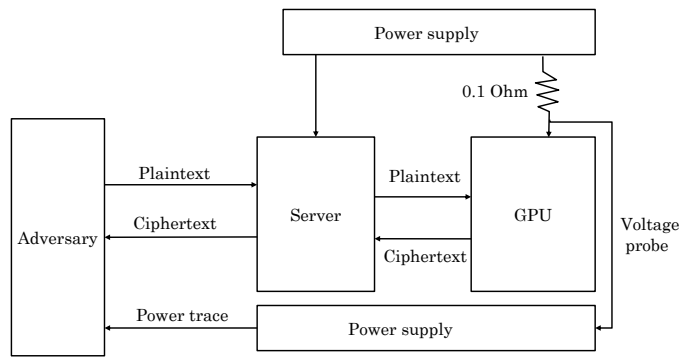 Power supply
0.1 Ohm
Plaintext
Plaintext
Server
GPU
Ciphertext
Voltage
probe
Adversary
Ciphertext
Power trace
Power supply